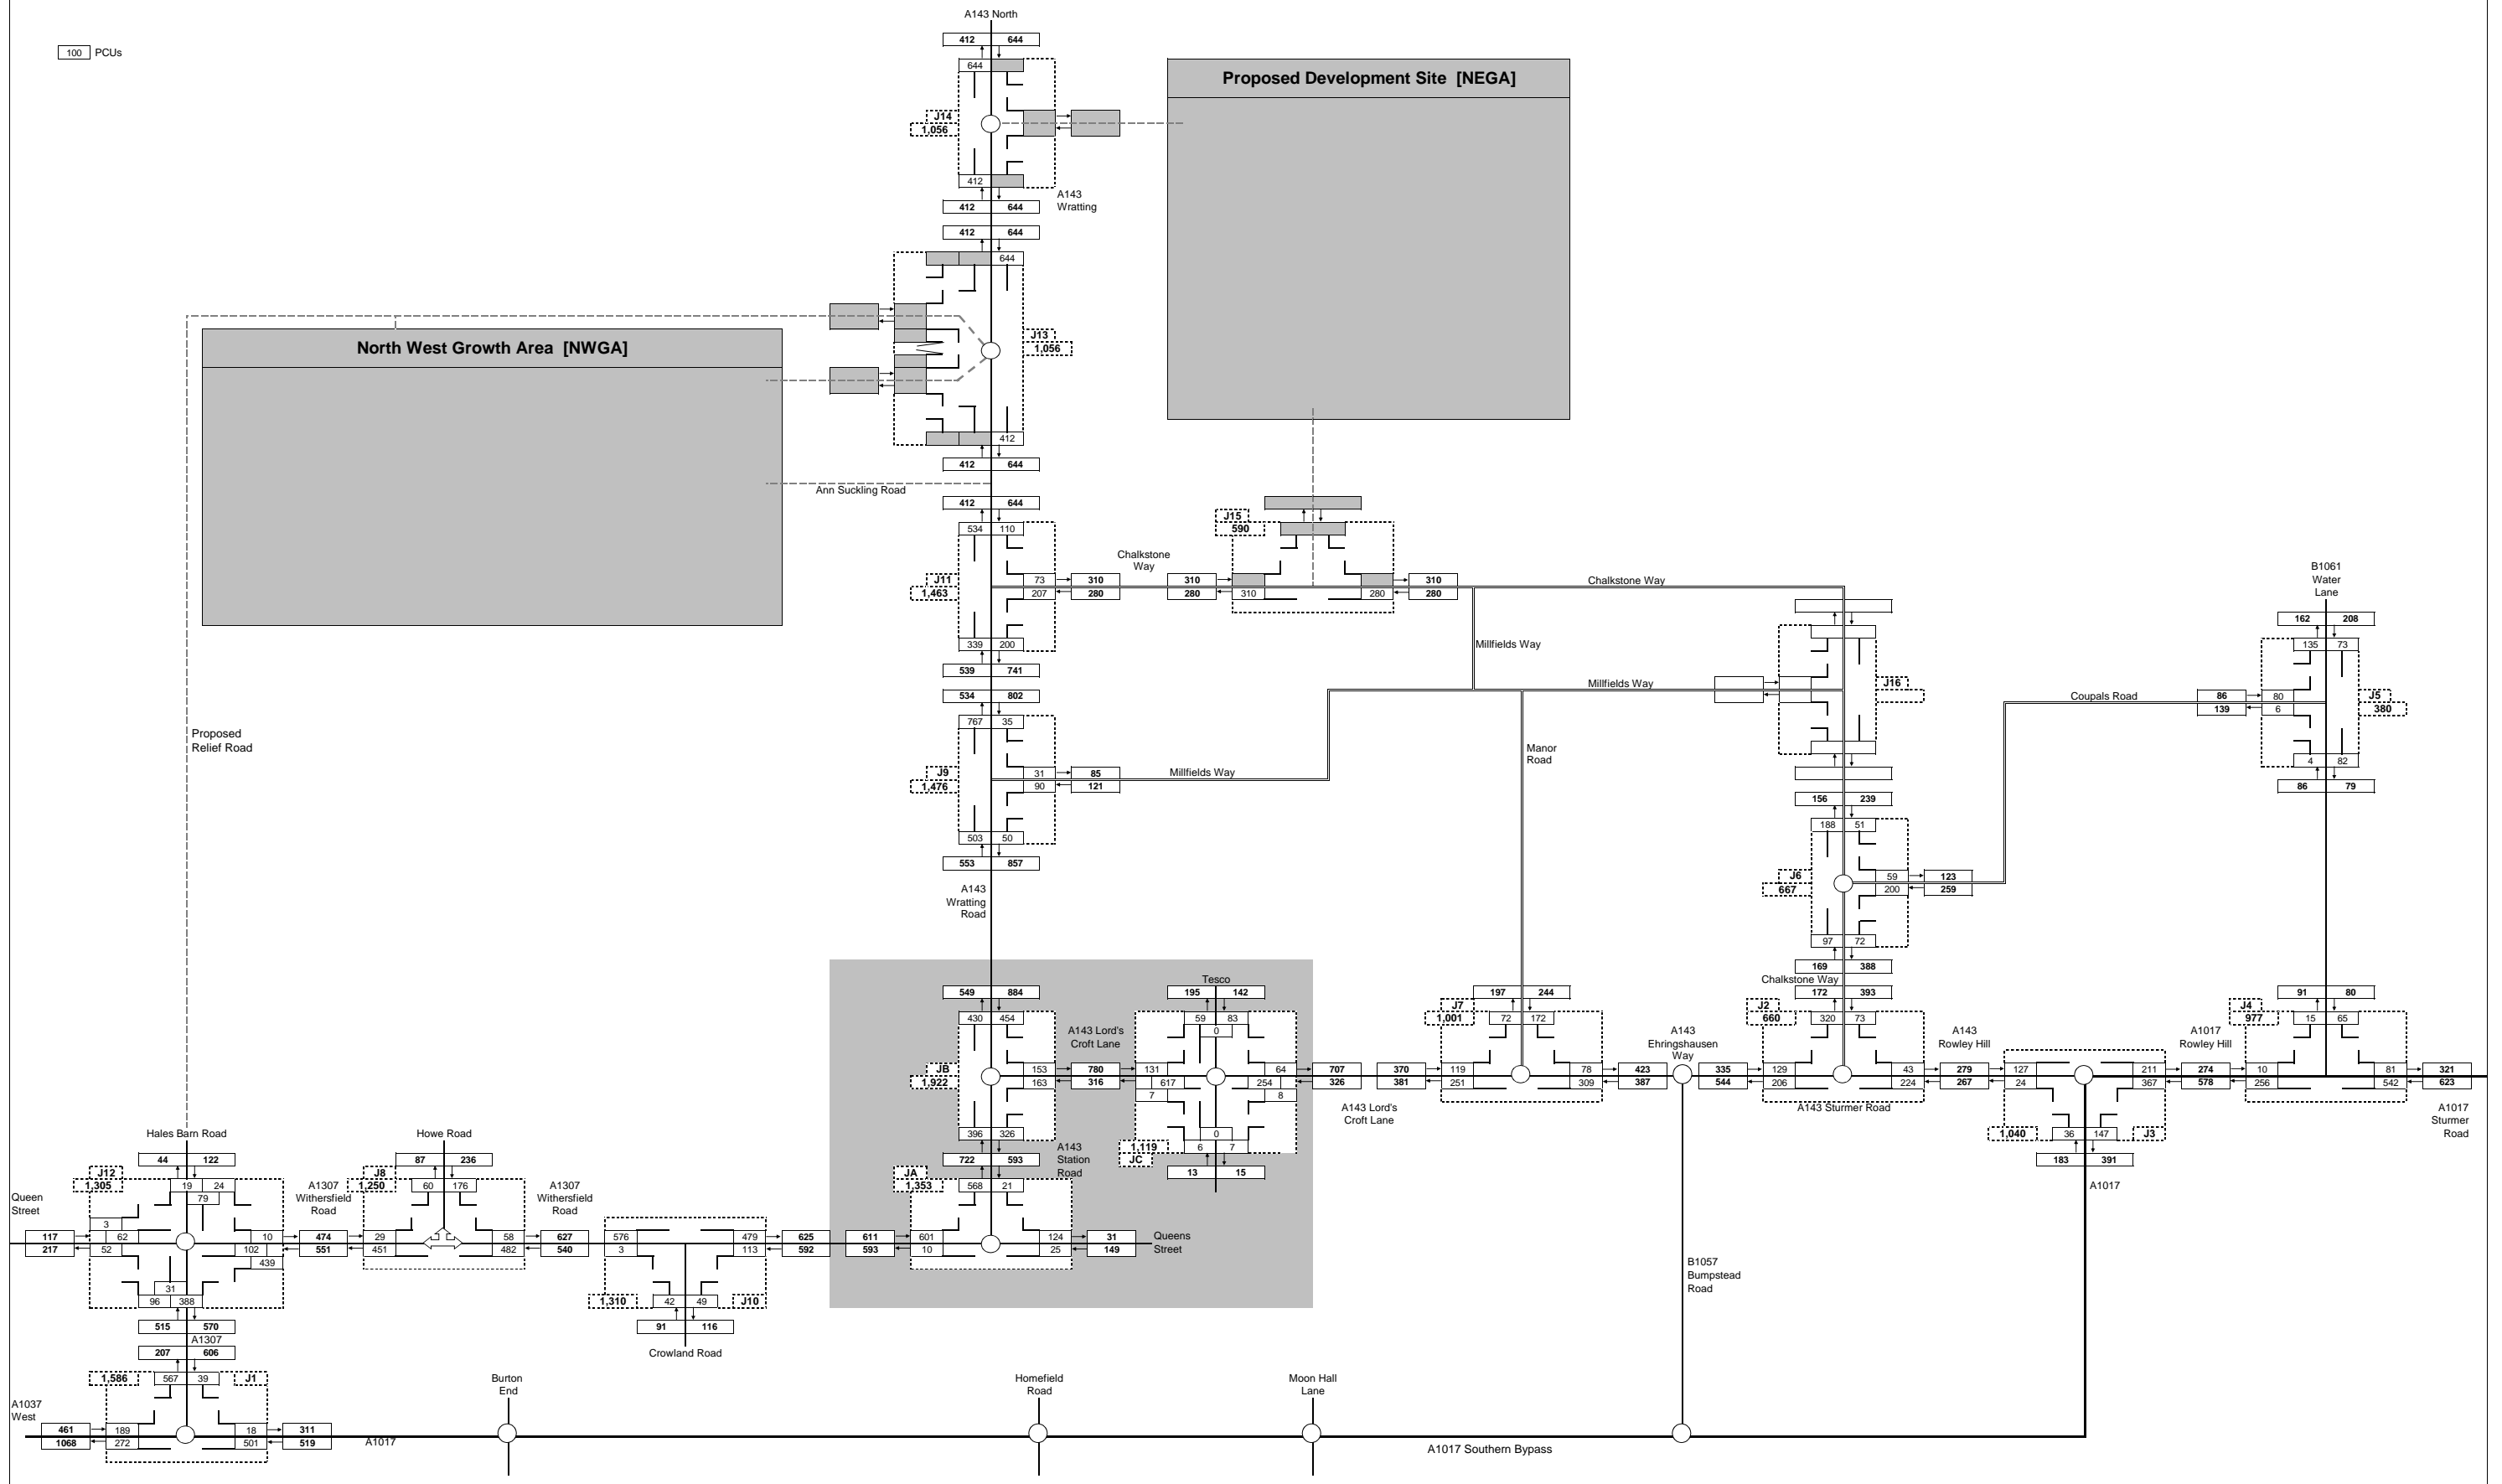 A143 North
412 644
100 PCUs
644
Proposed Development Site [NEGA]
J14
1,056
412
A143
Wratting
412 644
412 644
644
J13
1,056
North West Growth Area [NWGA]
412
412 644
Ann Suckling Road
412 644
534 110
J15
590
J11
1,463
73
207
310
280
Chalkstone
Way
310
280
310
280
310
280
Chalkstone Way
339 200
539 741
Millfields Way
B1061
Water
Lane
162 208
135 73
534 802
767 35
Millfields Way
J16
Coupals Road
86
139
80
6
J5
380
Proposed
Relief Road
Manor
Road
4 82
86 79
J9
1,476
31
90
85
121
Millfields Way
503 50
553 857
156 239
188 51
A143
Wratting
Road
J6
667
59
200
123
259
97 72
169 388
Chalkstone Way
549 884
430 454
JB
1,922
153
163
A143 Lord's
Croft Lane
780
316
396 326
722 593
A143
Station
Road
Tesco
195 142
59 83
0
131
617
7
64
254
8
0
6 7
1,119
JC
13 15
707
326
A143 Lord's
Croft Lane
370
381
197 244
J7
1,001
72 172
119
251
78
309
423
387
A143
Ehringshausen
Way
335
544
172 393
J2
660
320 73
129
206
43
224
A143 Sturmer Road
A143
Rowley Hill
279
267
127
24
211
367
1,040
36 147
J3
183 391
A1017
A1017
Rowley Hill
274
578
91 80
J4
977
15 65
10
256
81
542
321
623
A1017
Sturmer
Road
Hales Barn Road
44 122
J12
1,305
19 24
79
Queen
Street
117
217
3
62
52
10
102
439
31
96 388
515 570
A1307
A1307
Withersfield
Road
474
551
Howe Road
87 236
J8
1,250
60 176
29
451
58
482
A1307
Withersfield
Road
627
540
576
3
479
113
1,310
42 49
J10
91 116
Crowland Road
625
592
611
593
JA
1,353
568 21
601
10
124
25
31
149
Queens
Street
B1057
Bumpstead
Road
207 606
1,586
567 39
J1
A1037
West
461
1068
189
272
18
501
311
519
A1017
Burton
End
Homefield
Road
Moon Hall
Lane
A1017 Southern Bypass